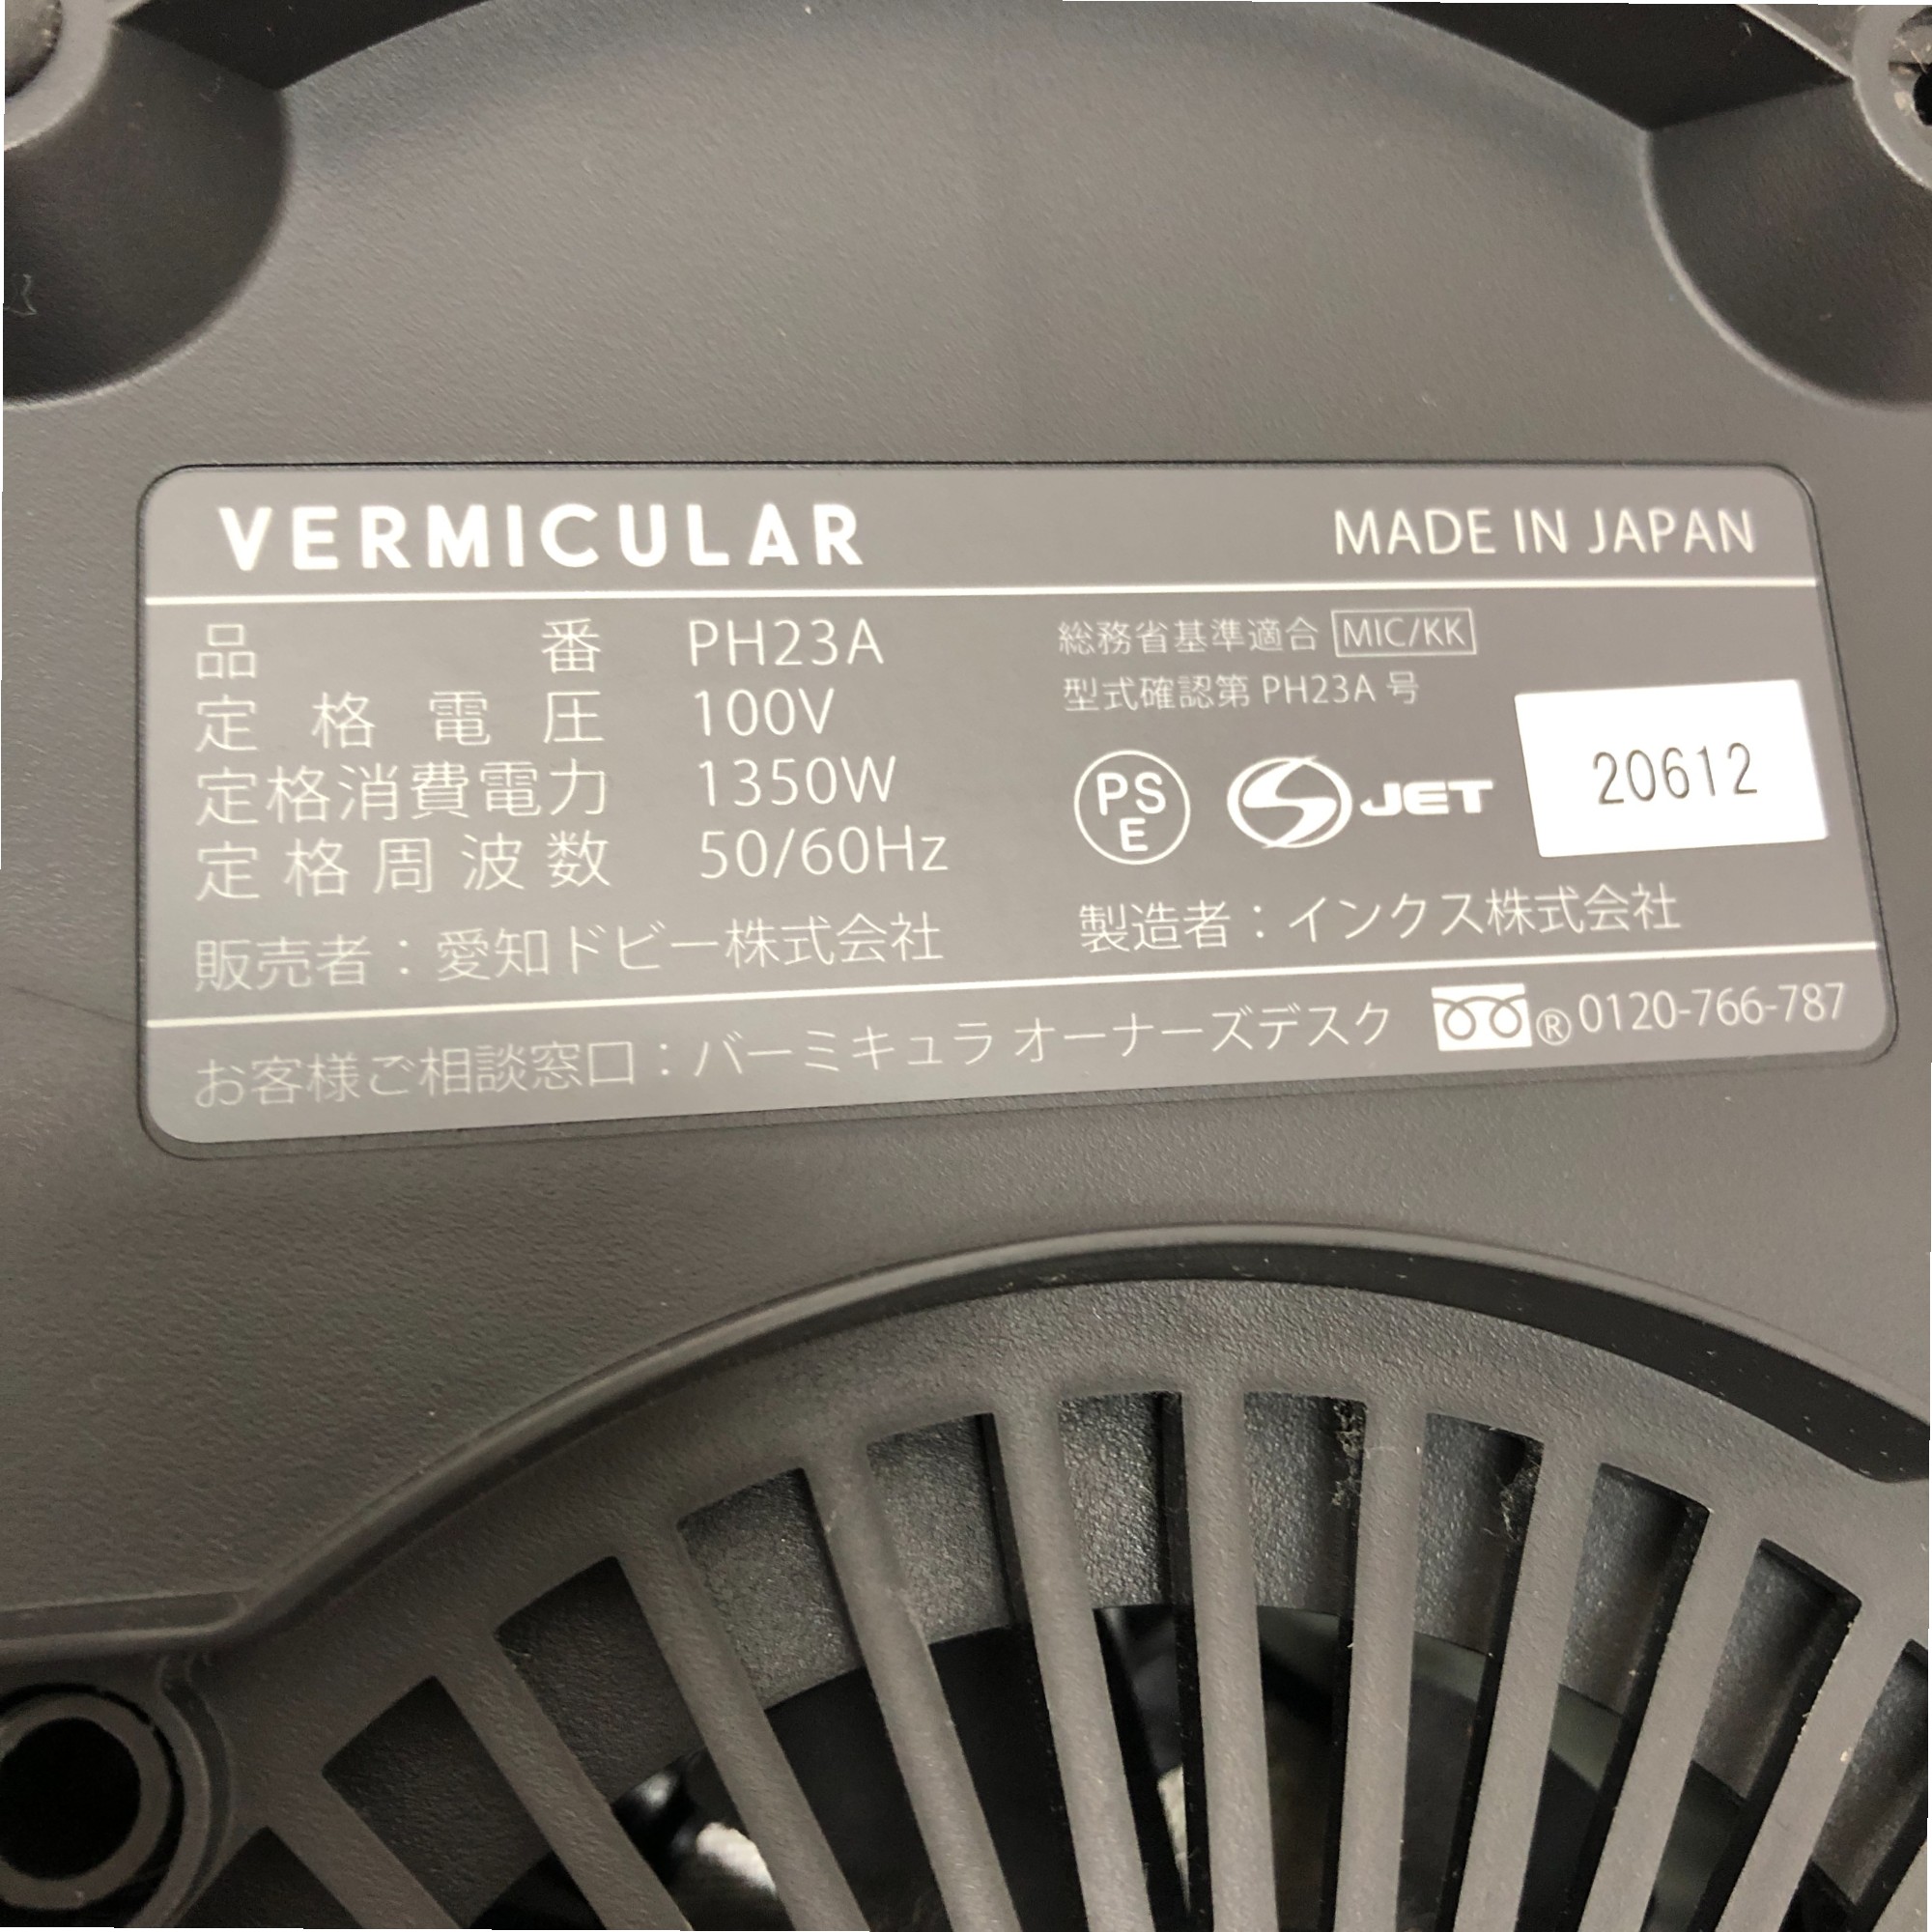 VERMICULAR MADE IN JAPAN
品番 PH23A
定格電圧 100V
定格消費電力 1350W
定格周波数 50/60Hz
販売者：愛知ドビー株式会社
総務省基準適合 MIC/KK
型式確認第 PH23A 号
PS
E
JET
20612
製造者：インクス株式会社
お客様ご相談窓口：バーミキュラ オーナーズデスク ® 0120-766-787